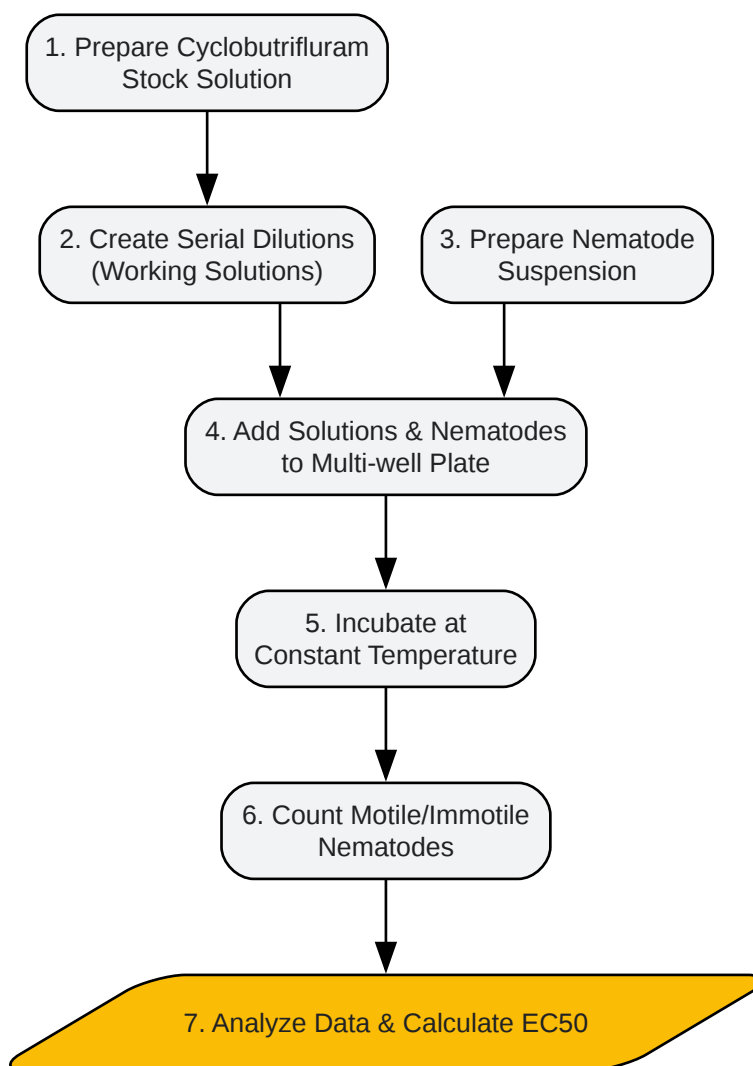 1. Prepare Cyclobutrifluram
Stock Solution
2. Create Serial Dilutions
(Working Solutions)
3. Prepare Nematode
Suspension
4. Add Solutions & Nematodes
to Multi-well Plate
5. Incubate at
Constant Temperature
6. Count Motile/Immotile
Nematodes
7. Analyze Data & Calculate EC50